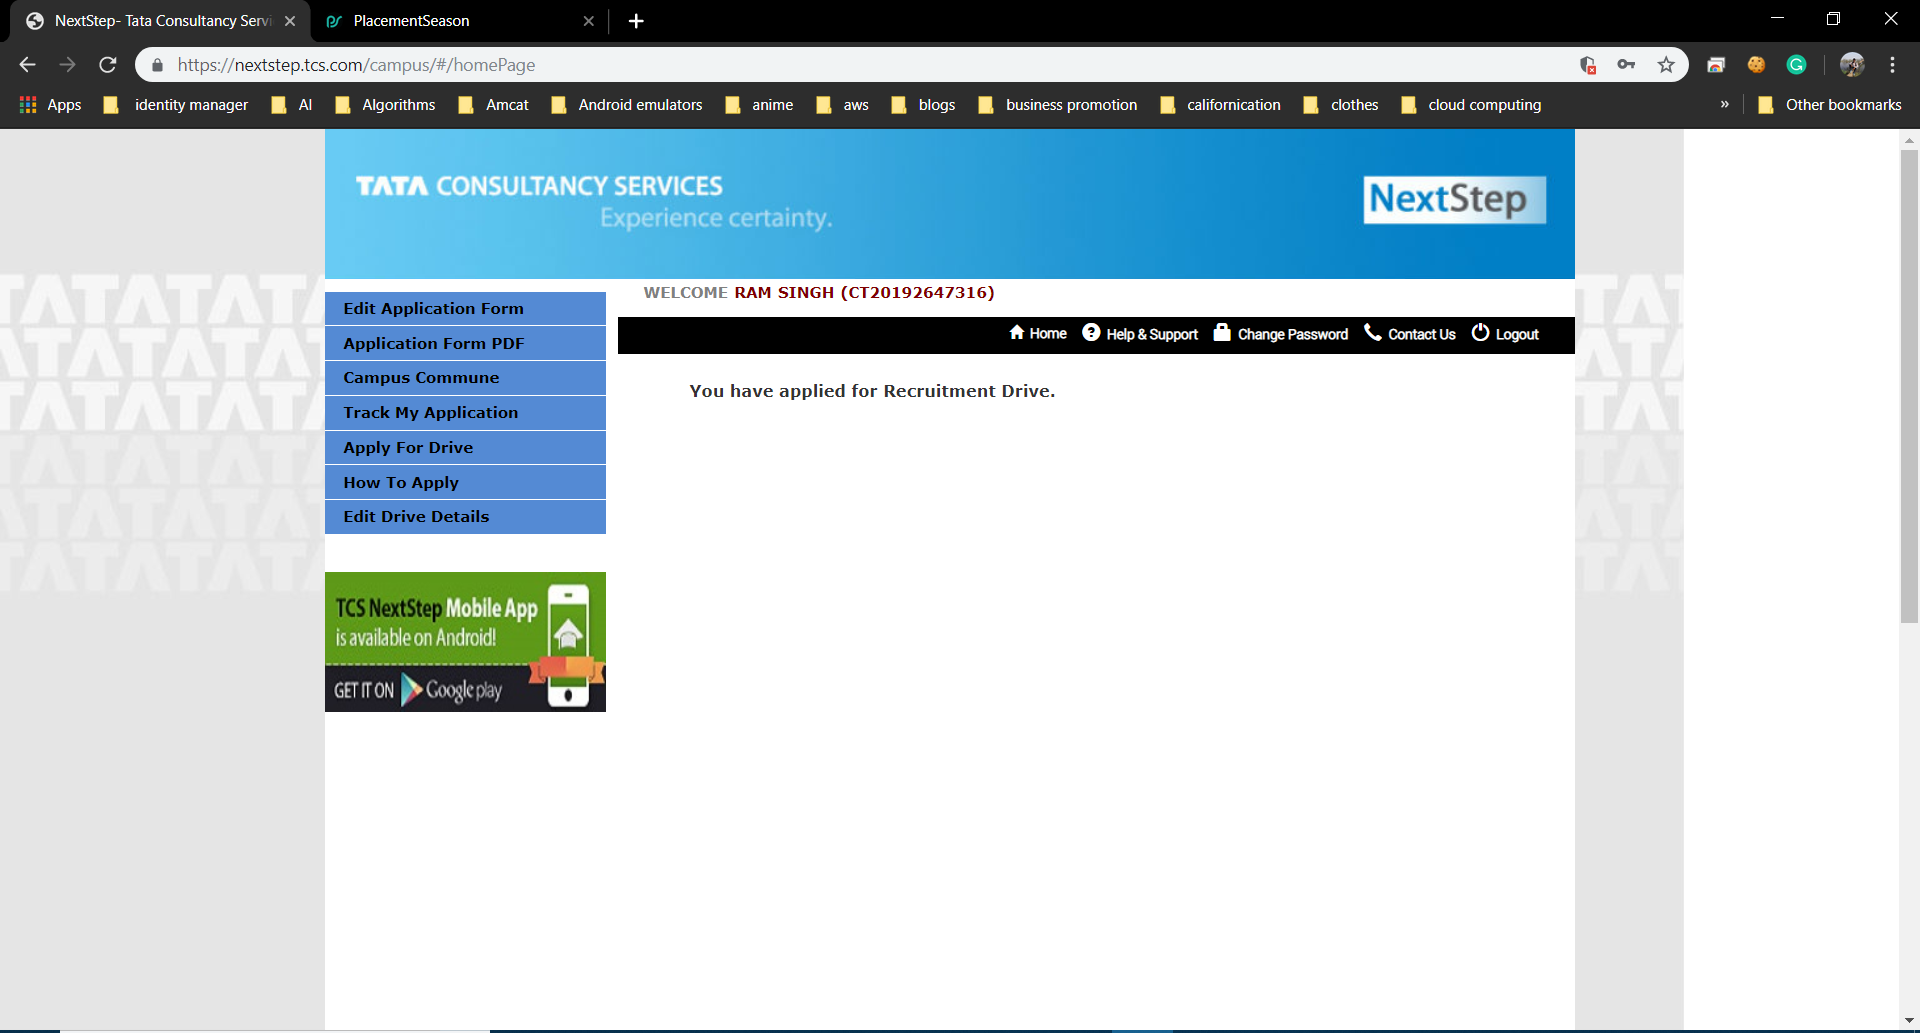 NextStep- Tata Consultancy Servi
PlacementSeason
https://nextstep.tcs.com/campus/#/homePage
Apps identity manager AI Algorithms Amcat Android emulators anime aws blogs business promotion californication clothes cloud computing » Other bookmarks
TATA CONSULTANCY SERVICES
Experience certainty.
NextStep
WELCOME RAM SINGH (CT20192647316)
Home Help & Support Change Password Contact Us Logout
Edit Application Form
Application Form PDF
Campus Commune
Track My Application
Apply For Drive
How To Apply
Edit Drive Details
You have applied for Recruitment Drive.
TCS NextStep Mobile App
is available on Android!
GET IT ON Google play